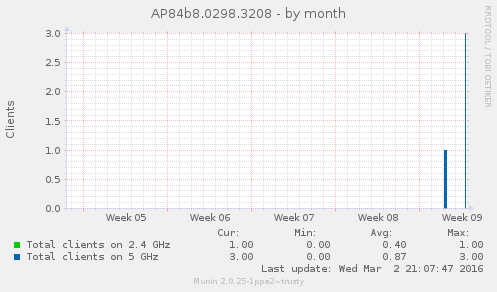 AP84b8.0298.3208 - by month
RRDTOOL / TOBI OETIKER
Clients
3.0
2.5
2.0
1.5
1.0
0.5
0.0
Week 05 Week 06 Week 07 Week 08 Week 09
Cur: Min: Avg: Max:
Total clients on 2.4 GHz 1.00 0.00 0.40 1.00
Total clients on 5 GHz 3.00 0.00 0.87 3.00
Last update: Wed Mar 2 21:07:47 2016
Munin 2.0.25-1ppa2~trusty